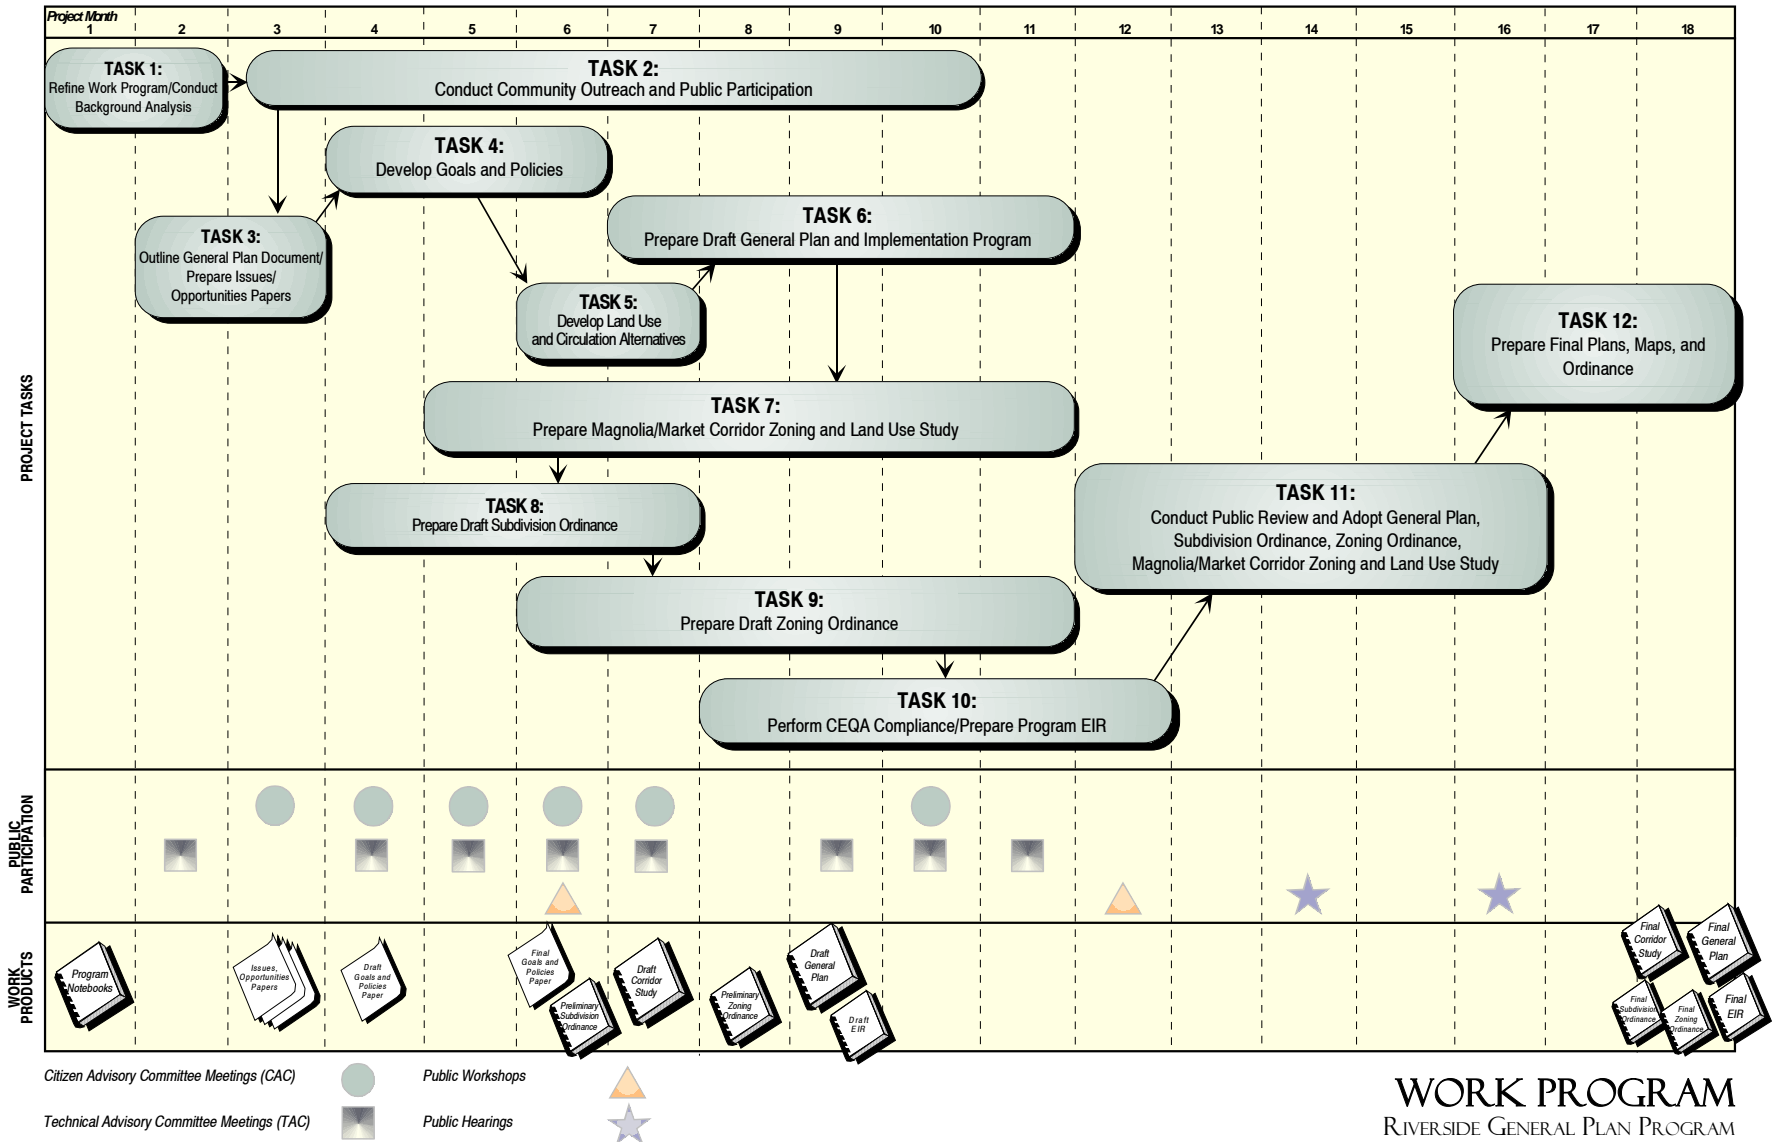 Project Month
1 2 3 4 5 6 7 8 9 10 11 12 13 14 15 16 17 18
PROJECT TASKS
TASK 1:
Refine Work Program/Conduct
Background Analysis
TASK 2:
Conduct Community Outreach and Public Participation
TASK 4:
Develop Goals and Policies
TASK 3:
Outline General Plan Document/
Prepare Issues/
Opportunities Papers
TASK 6:
Prepare Draft General Plan and Implementation Program
TASK 5:
Develop Land Use
and Circulation Alternatives
TASK 12:
Prepare Final Plans, Maps, and
Ordinance
TASK 7:
Prepare Magnolia/Market Corridor Zoning and Land Use Study
TASK 8:
Prepare Draft Subdivision Ordinance
TASK 11:
Conduct Public Review and Adopt General Plan,
Subdivision Ordinance, Zoning Ordinance,
Magnolia/Market Corridor Zoning and Land Use Study
TASK 9:
Prepare Draft Zoning Ordinance
TASK 10:
Perform CEQA Compliance/Prepare Program EIR
PUBLIC
PARTICIPATION
WORK
PRODUCTS
Program
Notebooks
Issues,
Opportunities
Papers
Draft
Goals and
Policies
Paper
Final
Goals and
Policies
Paper
Preliminary
Subdivision
Ordinance
Draft
Corridor
Study
Preliminary
Zoning
Ordinance
Draft
General
Plan
Draft
EIR
Final
Corridor
Study
Final
General
Plan
Final
Subdivision
Ordinance
Final
Zoning
Ordinance
Final
EIR
Citizen Advisory Committee Meetings (CAC)
Public Workshops
Technical Advisory Committee Meetings (TAC)
Public Hearings
WORK PROGRAM
RIVERSIDE GENERAL PLAN PROGRAM